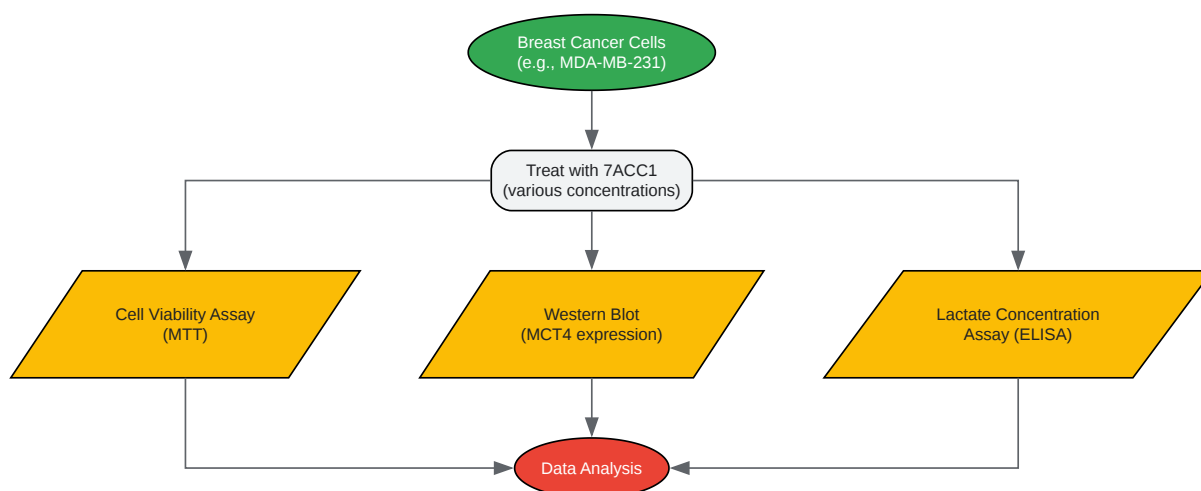 Breast Cancer Cells
(e.g., MDA-MB-231)
Treat with 7ACC1
(various concentrations)
Cell Viability Assay
(MTT)
Western Blot
(MCT4 expression)
Lactate Concentration
Assay (ELISA)
Data Analysis